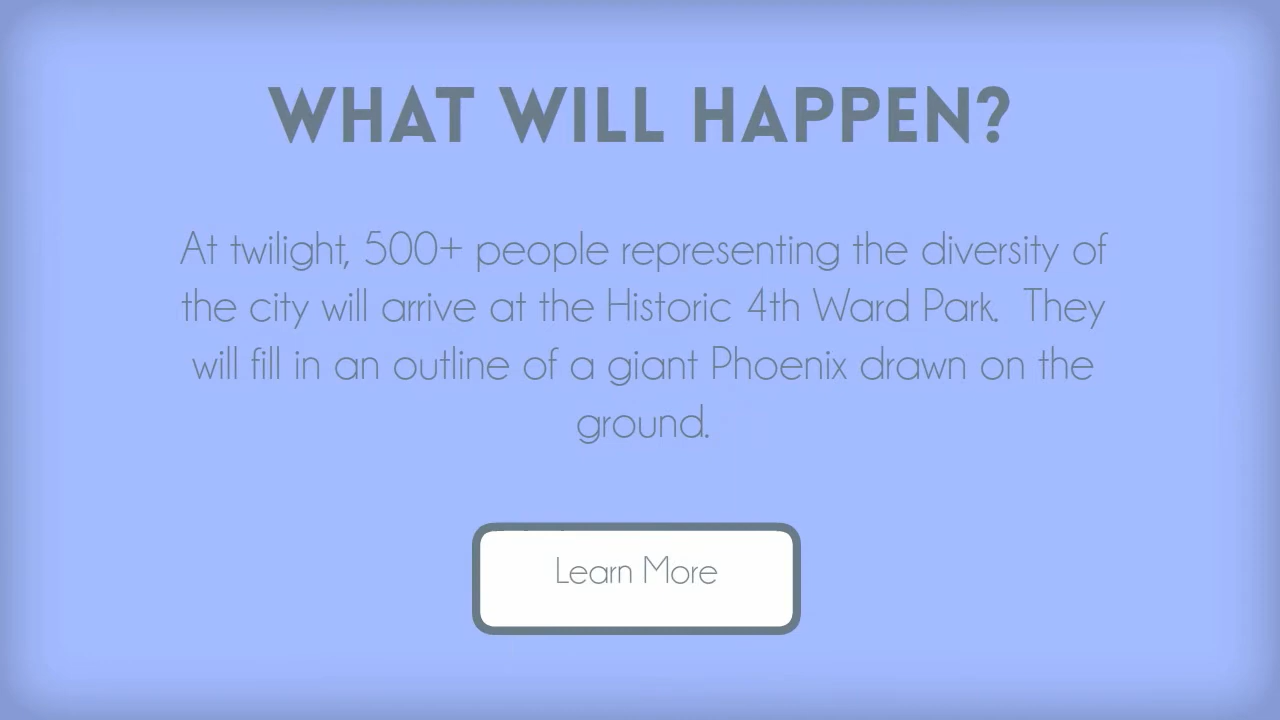 WHAT WILL HAPPEN?
At twilight, 500+ people representing the diversity of
the city will arrive at the Historic 4th Ward Park. They
will fill in an outline of a giant Phoenix drawn on the
ground.
Learn More